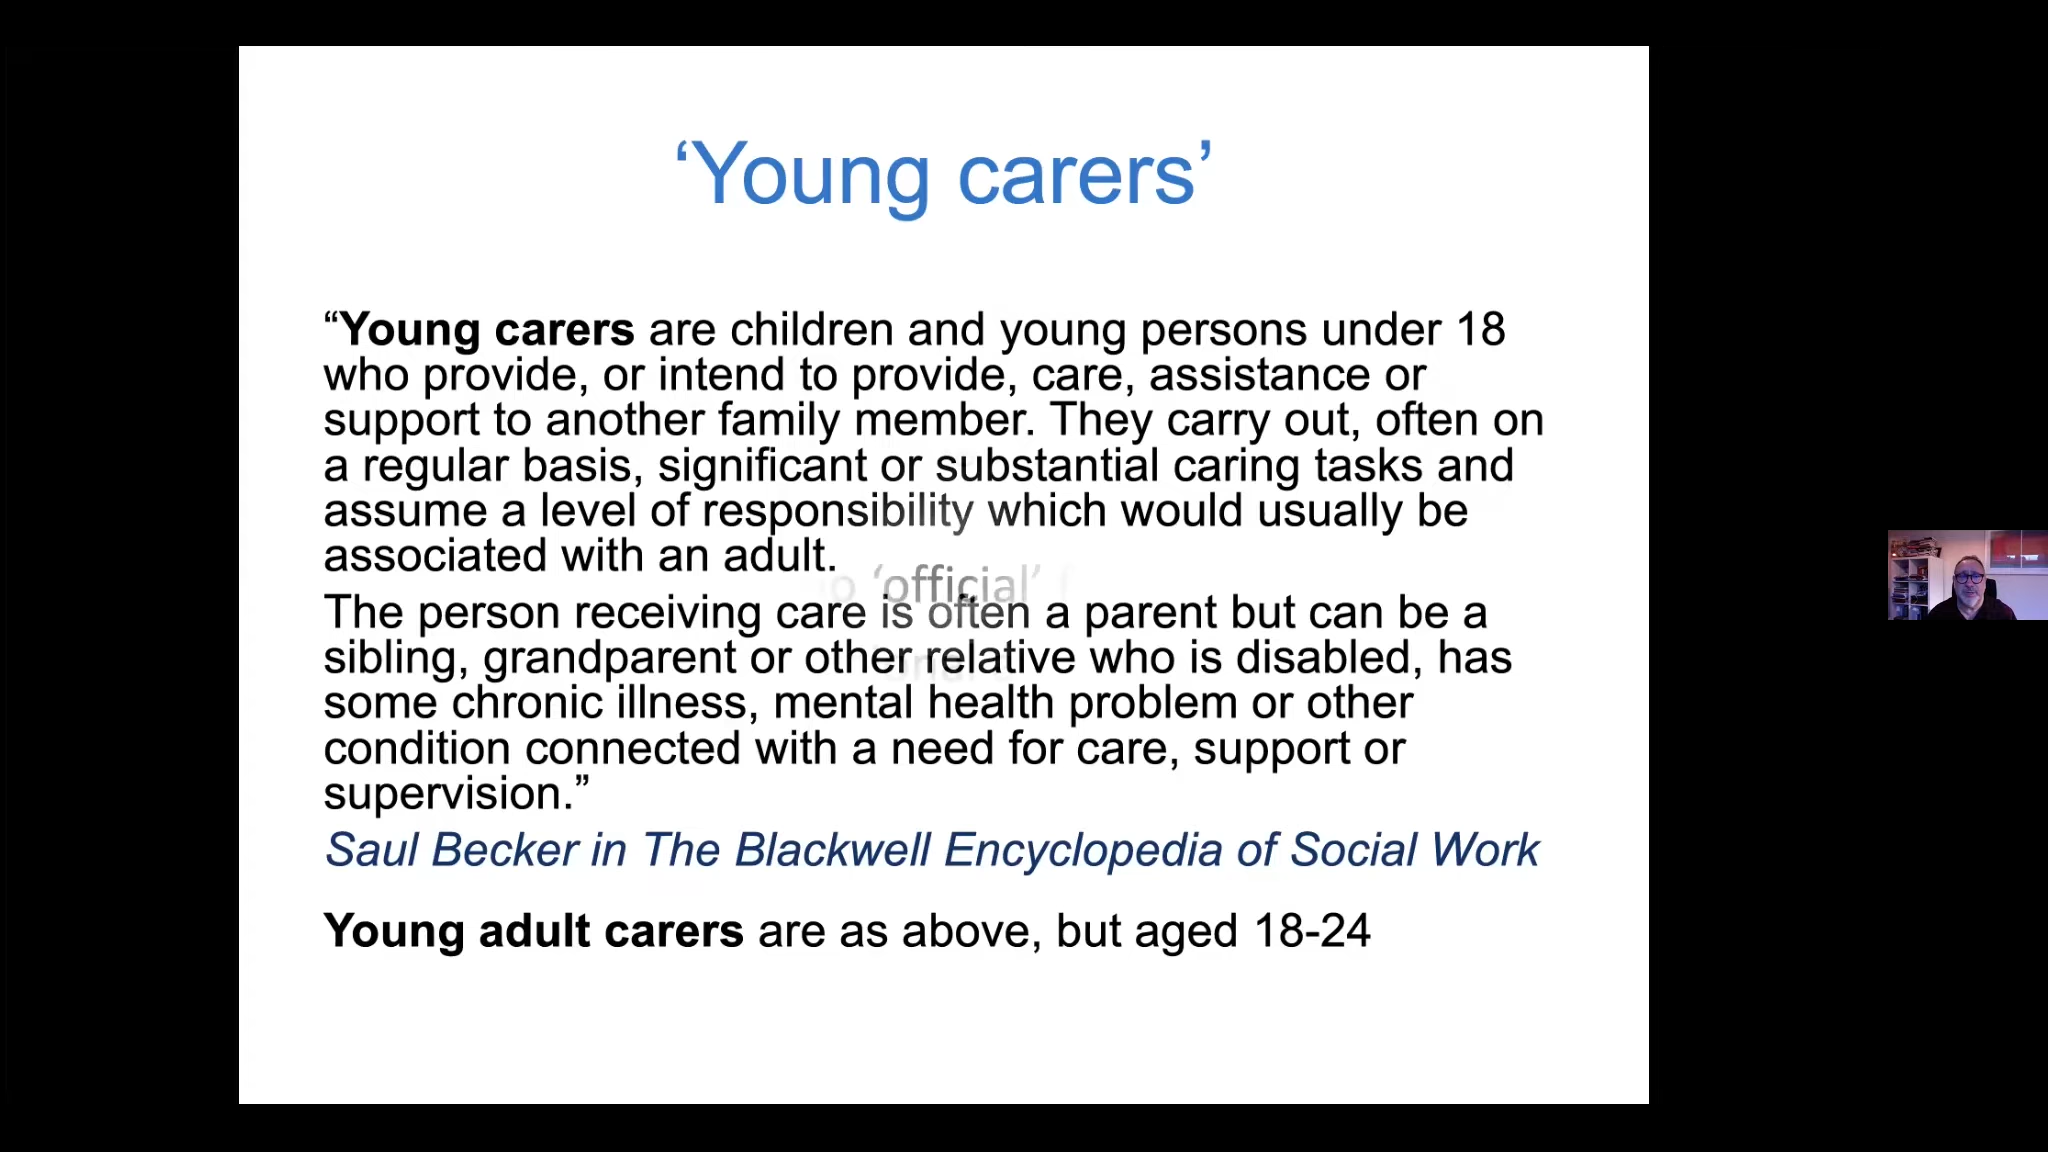 ‘Young carers’
“Young carers are children and young persons under 18
who provide, or intend to provide, care, assistance or
support to another family member. They carry out, often on
a regular basis, significant or substantial caring tasks and
assume a level of responsibility which would usually be
associated with an adult.
‘official’
The person receiving care is often a parent but can be a
sibling, grandparent or other relative who is disabled, has
some chronic illness, mental health problem or other
condition connected with a need for care, support or
supervision.”
Saul Becker in The Blackwell Encyclopedia of Social Work
Young adult carers are as above, but aged 18-24